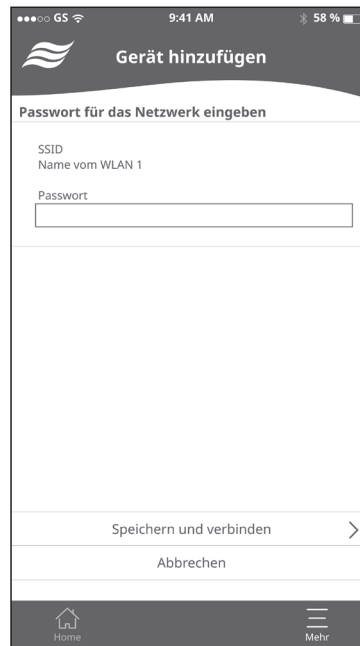 GS 9:41 AM 58 %
Gerät hinzufügen
Passwort für das Netzwerk eingeben
SSID
Name vom WLAN 1
Passwort
Speichern und verbinden
Abbrechen
Home Mehr